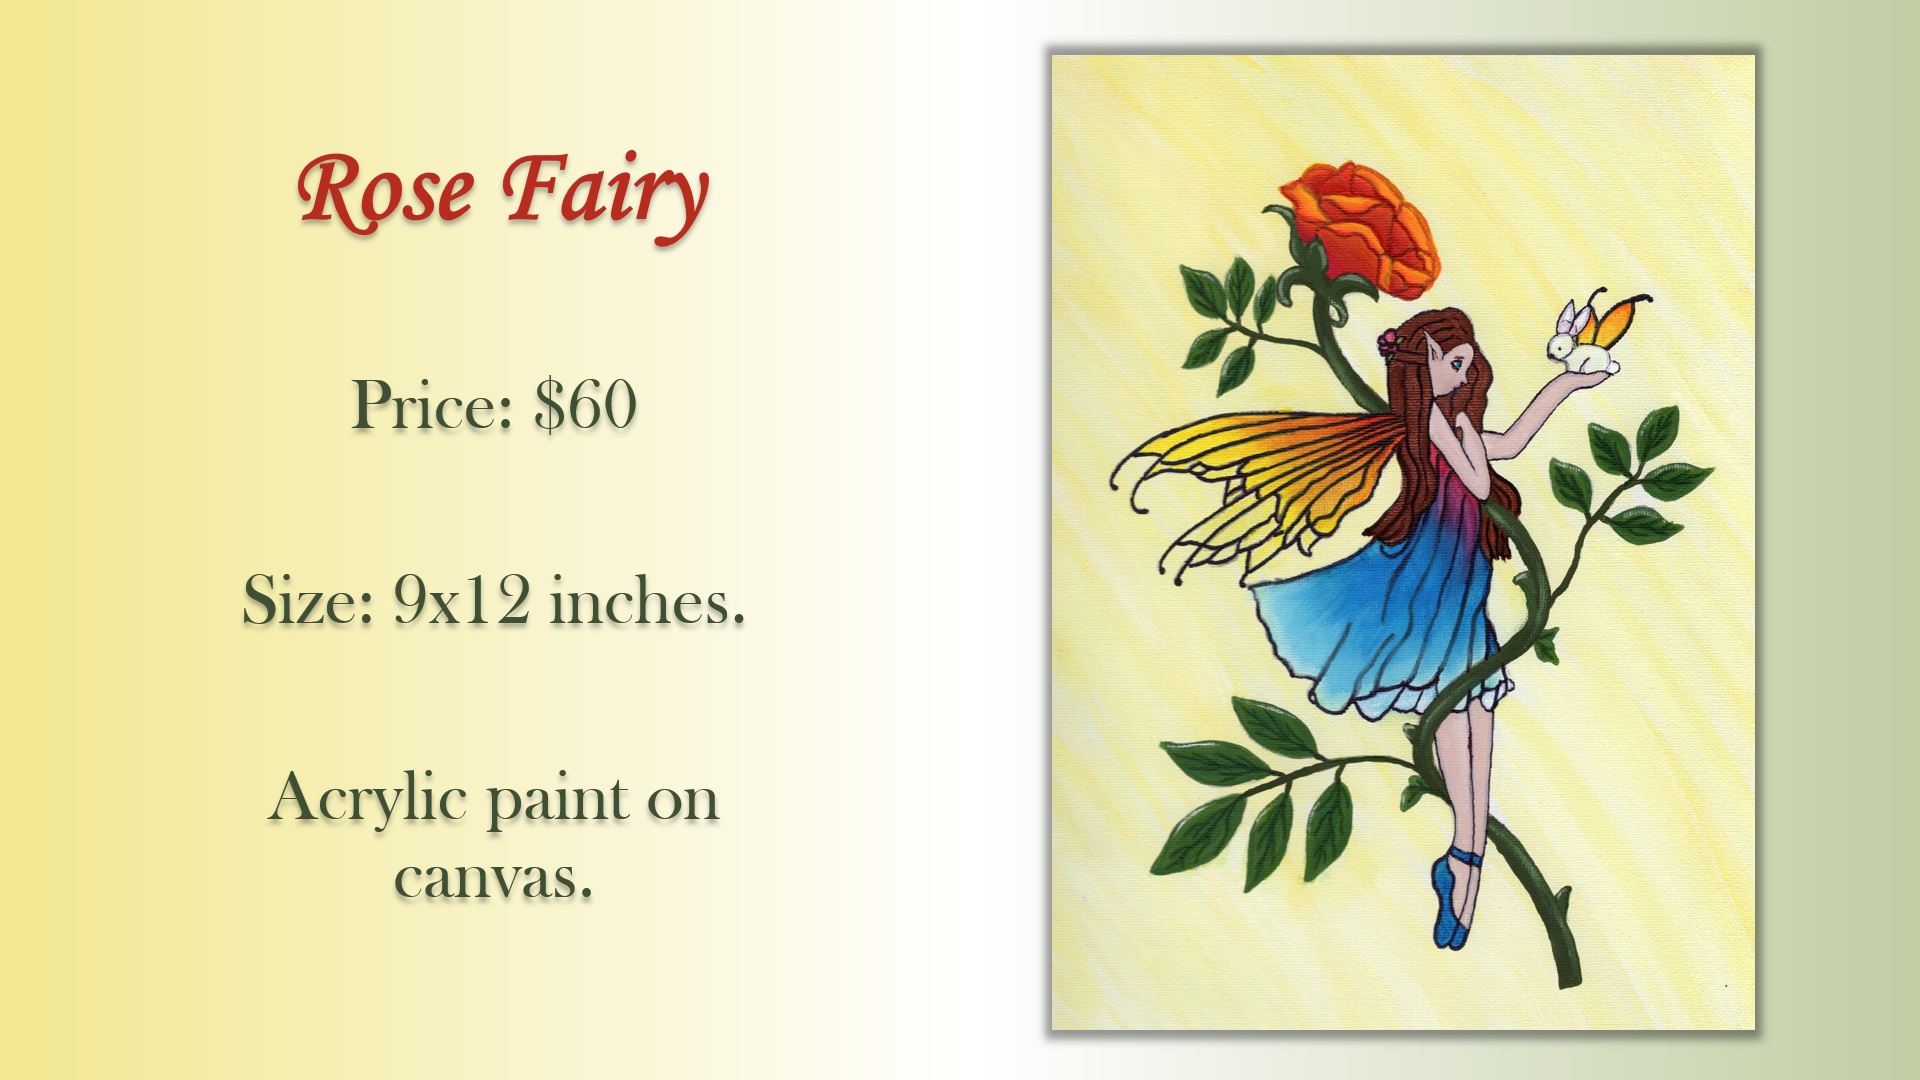 Rose Fairy
Price: $60
Size: 9x12 inches.
Acrylic paint on
canvas.